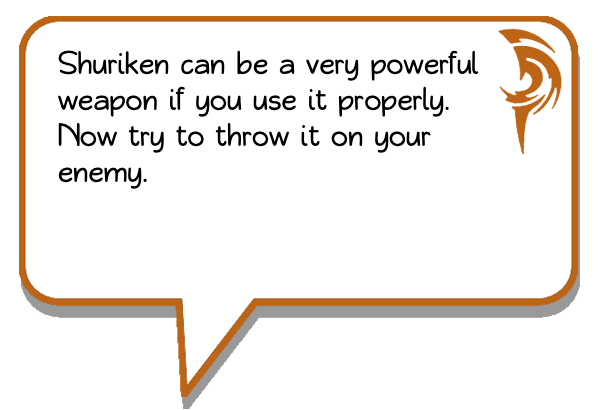 Shuriken can be a very powerful
weapon if you use it properly.
Now try to throw it on your
enemy.